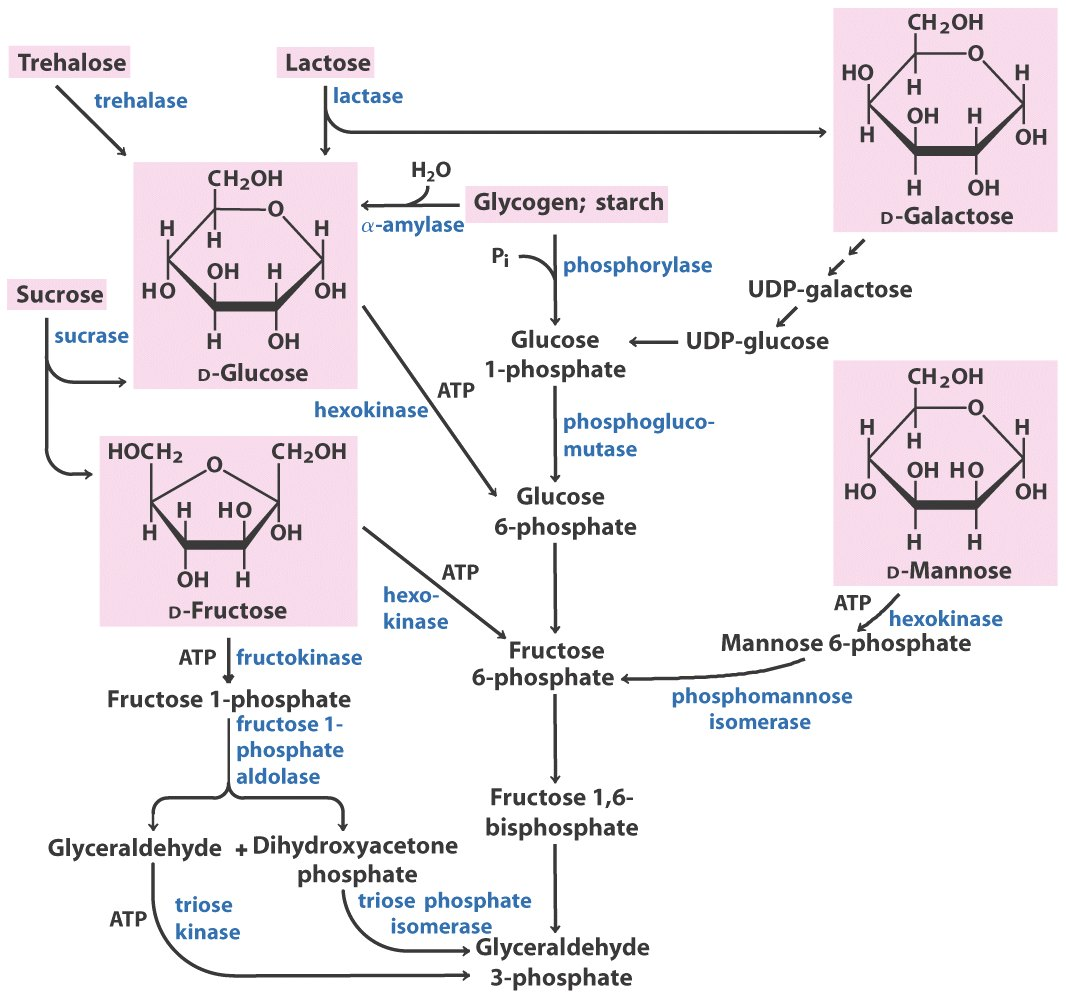 Trehalose
trehalase
Lactose
lactase
CH₂OH
O
HO
H
H
OH
H
H
OH
H
OH
D-Galactose
CH₂OH
O
H
H
H
OH
H
HO
OH
H
OH
D-Glucose
H₂O
α-amylase
Glycogen; starch
Pᵢ
phosphorylase
UDP-galactose
UDP-glucose
Glucose
1-phosphate
Sucrose
sucrase
ATP
hexokinase
phosphogluco-
mutase
Glucose
6-phosphate
CH₂OH
O
H
H
H
OH
HO
HO
OH
H
H
D-Mannose
HOCH₂
CH₂OH
O
H
HO
H
OH
OH
H
D-Fructose
ATP
hexo-
kinase
ATP
hexokinase
Mannose 6-phosphate
phosphomannose
isomerase
Fructose
6-phosphate
ATP
fructokinase
Fructose 1-phosphate
fructose 1-
phosphate
aldolase
Fructose 1,6-
bisphosphate
Glyceraldehyde + Dihydroxyacetone
phosphate
ATP
triose
kinase
triose phosphate
isomerase
Glyceraldehyde
3-phosphate